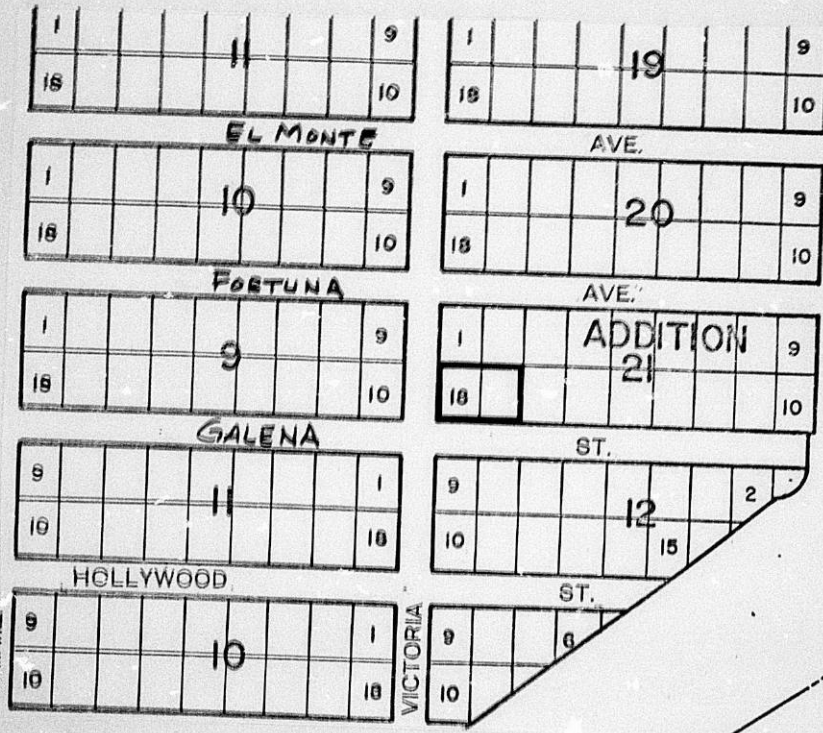 1 11 9 1 19 9
18 10 18 10
EL MONTE AVE.
1 10 9 1 20 9
18 10 18 10
FORTUNA AVE.
1 9 9 1 ADDITION 9
18 10 18 21 10
GALENA ST.
9 11 1 9 12 2
10 18 10 15
HOLLYWOOD ST.
9 10 1 9 6
10 18 10
VICTORIA